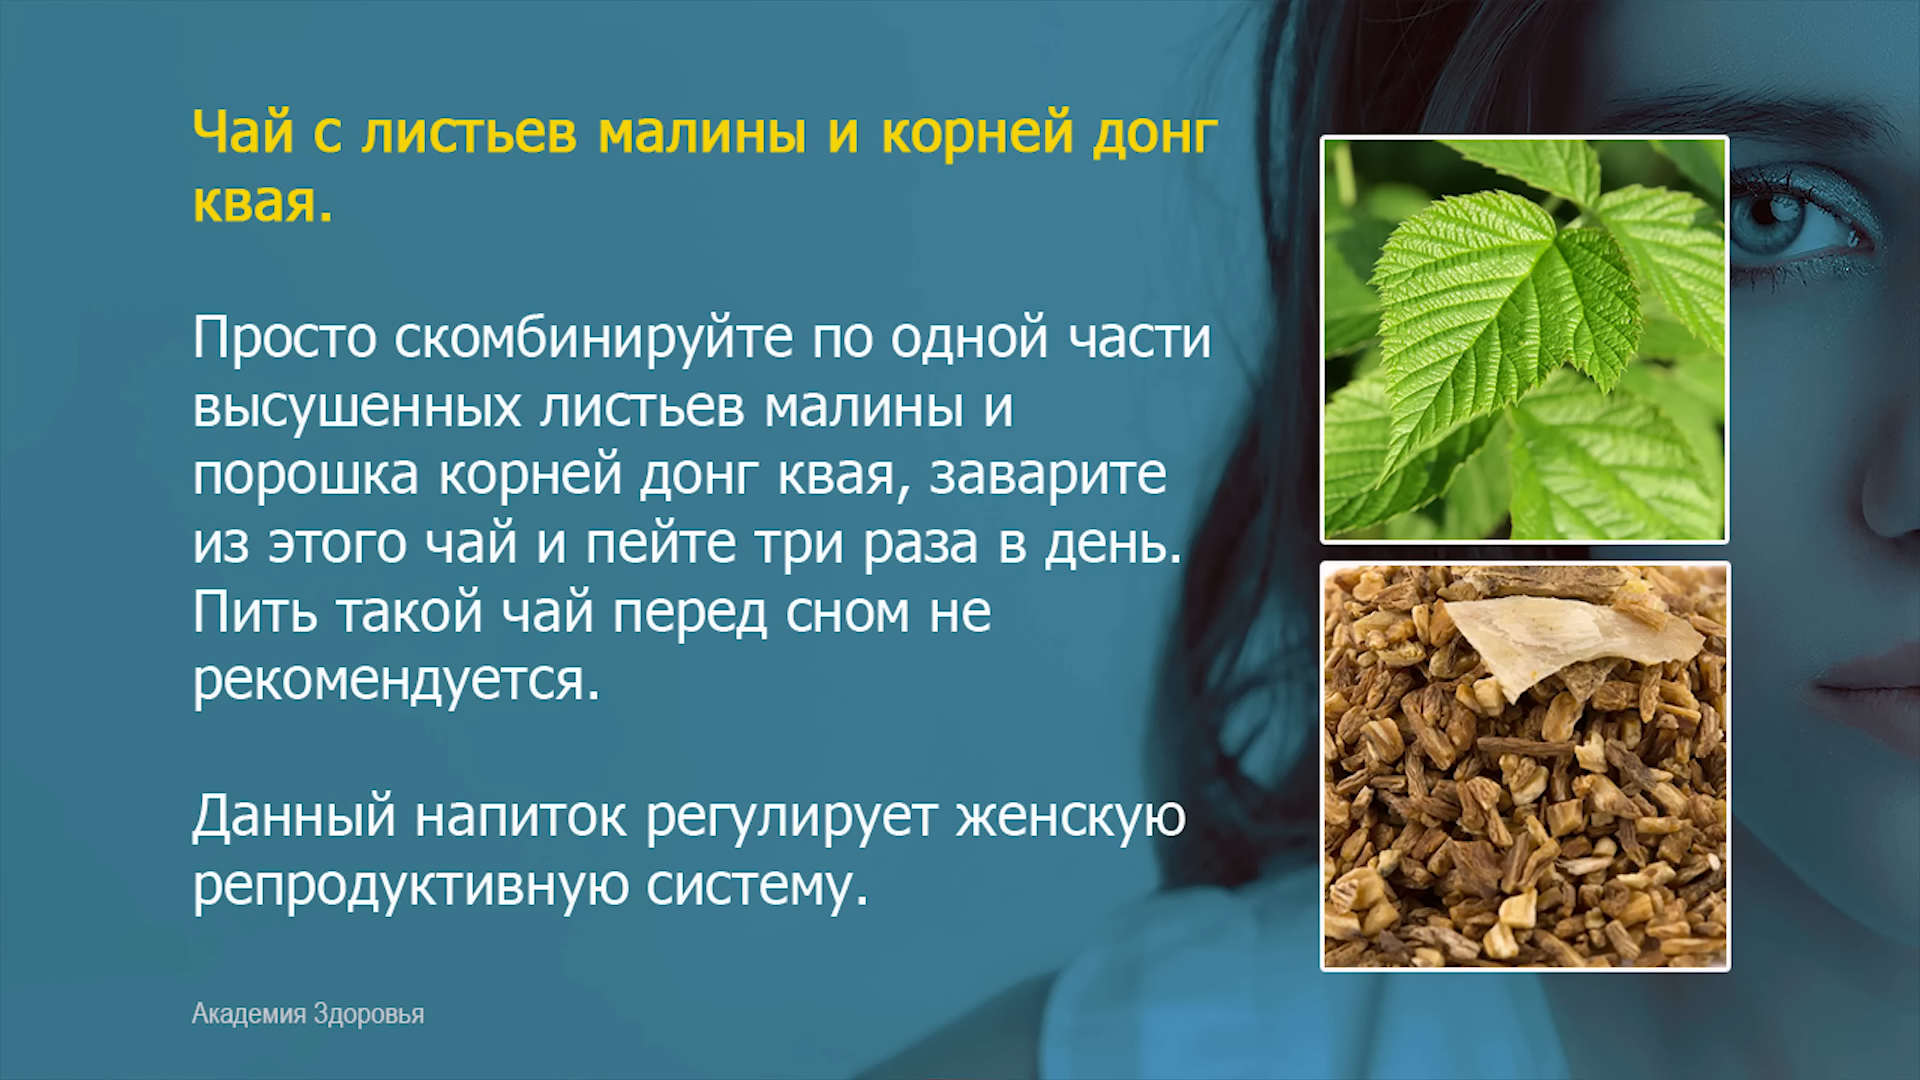 Чай с листьев малины и корней донг
квая.
Просто скомбинируйте по одной части
высушенных листьев малины и
порошка корней донг квая, заварите
из этого чай и пейте три раза в день.
Пить такой чай перед сном не
рекомендуется.
Данный напиток регулирует женскую
репродуктивную систему.
Академия Здоровья